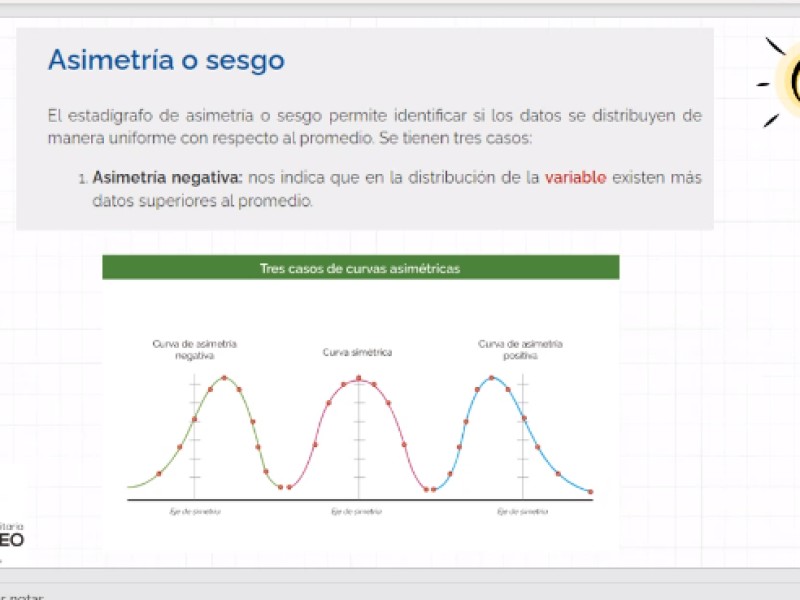 Asimetría o sesgo
El estadígrafo de asimetría o sesgo permite identificar si los datos se distribuyen de
manera uniforme con respecto al promedio. Se tienen tres casos:
1. Asimetría negativa: nos indica que en la distribución de la variable existen más
datos superiores al promedio.
Tres casos de curvas asimétricas
Curva de asimetría
negativa
Curva simétrica
Curva de asimetría
positiva
Eje de simetría
Eje de simetría
Eje de simetría
itario
EO
r notas